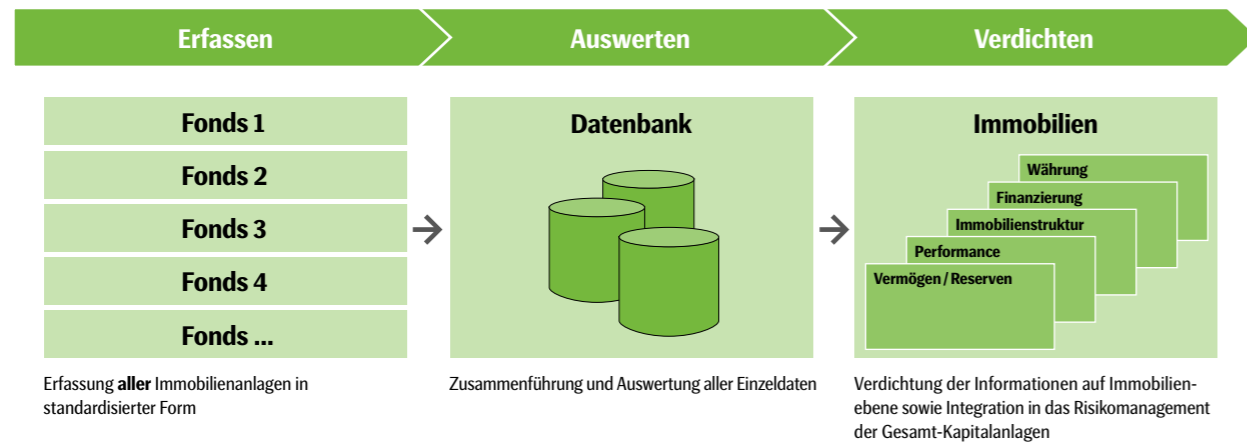 Erfassen
Auswerten
Verdichten
Fonds 1
Fonds 2
Fonds 3
Fonds 4
Fonds ...
Erfassung aller Immobilienanlagen in
standardisierter Form
Datenbank
Zusammenführung und Auswertung aller Einzeldaten
Immobilien
Währung
Finanzierung
Immobilienstruktur
Performance
Vermögen / Reserven
Verdichtung der Informationen auf Immobilien-
ebene sowie Integration in das Risikomanagement
der Gesamt-Kapitalanlagen